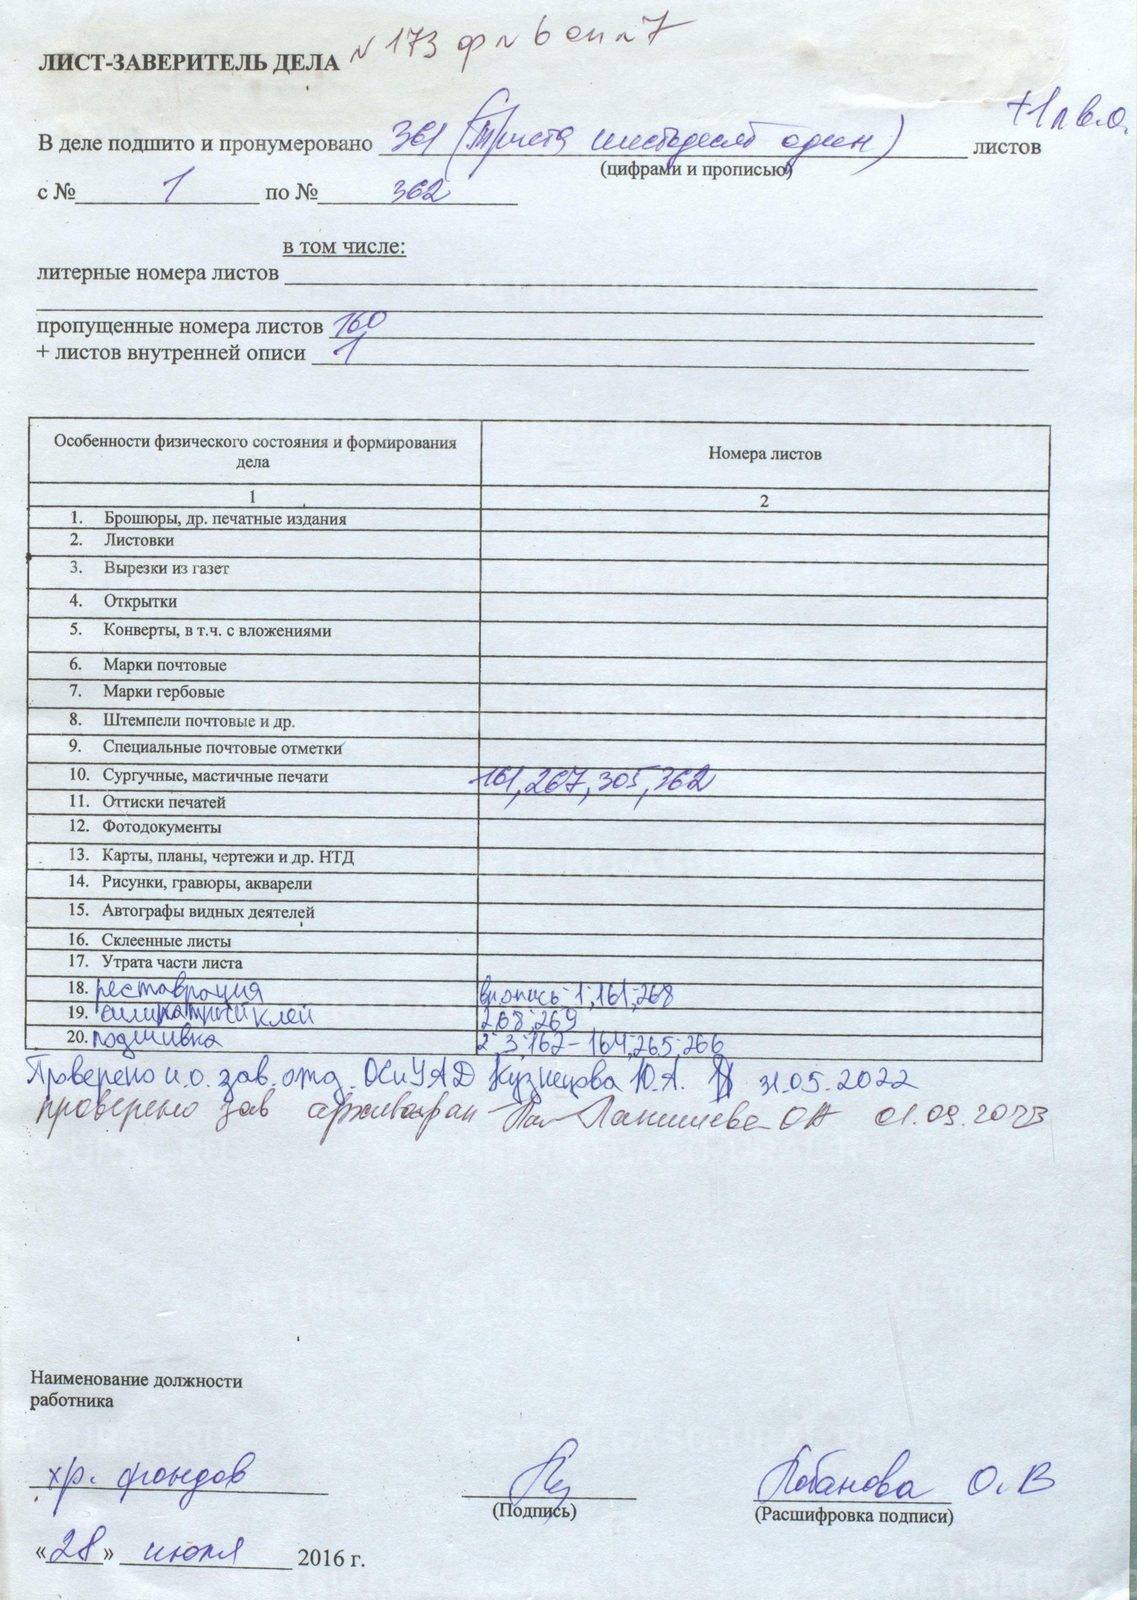 ЛИСТ-ЗАВЕРИТЕЛЬ ДЕЛА № 173 ф № 6 оп № 7
+1 л в.о.
В деле подшито и пронумеровано 361 (Триста шестьдесят один) листов
(цифрами и прописью)
с № 1 по № 362
в том числе:
литерные номера листов
пропущенные номера листов 160
+ листов внутренней описи 1
Особенности физического состояния и формирования дела Номера листов
1 2
1. Брошюры, др. печатные издания
2. Листовки
3. Вырезки из газет
4. Открытки
5. Конверты, в т.ч. с вложениями
6. Марки почтовые
7. Марки гербовые
8. Штемпели почтовые и др.
9. Специальные почтовые отметки
10. Сургучные, мастичные печати 161, 267, 305, 362
11. Оттиски печатей
12. Фотодокументы
13. Карты, планы, чертежи и др. НТД
14. Рисунки, гравюры, акварели
15. Автографы видных деятелей
16. Склеенные листы
17. Утрата части листа
18. реставрация 1, 161, 268
19. силикатный клей 268, 269
20. подшивка 2, 3, 162-164, 265, 266
Проверено и.о. зав. отд. ОСиУАД Кузнецова Ю.А. 31.05.2022
проверено зав архивохран 01.09.2023
Наименование должности
работника
хр. фондов Лобанова О.В
(Подпись) (Расшифровка подписи)
«28» июля 2016 г.